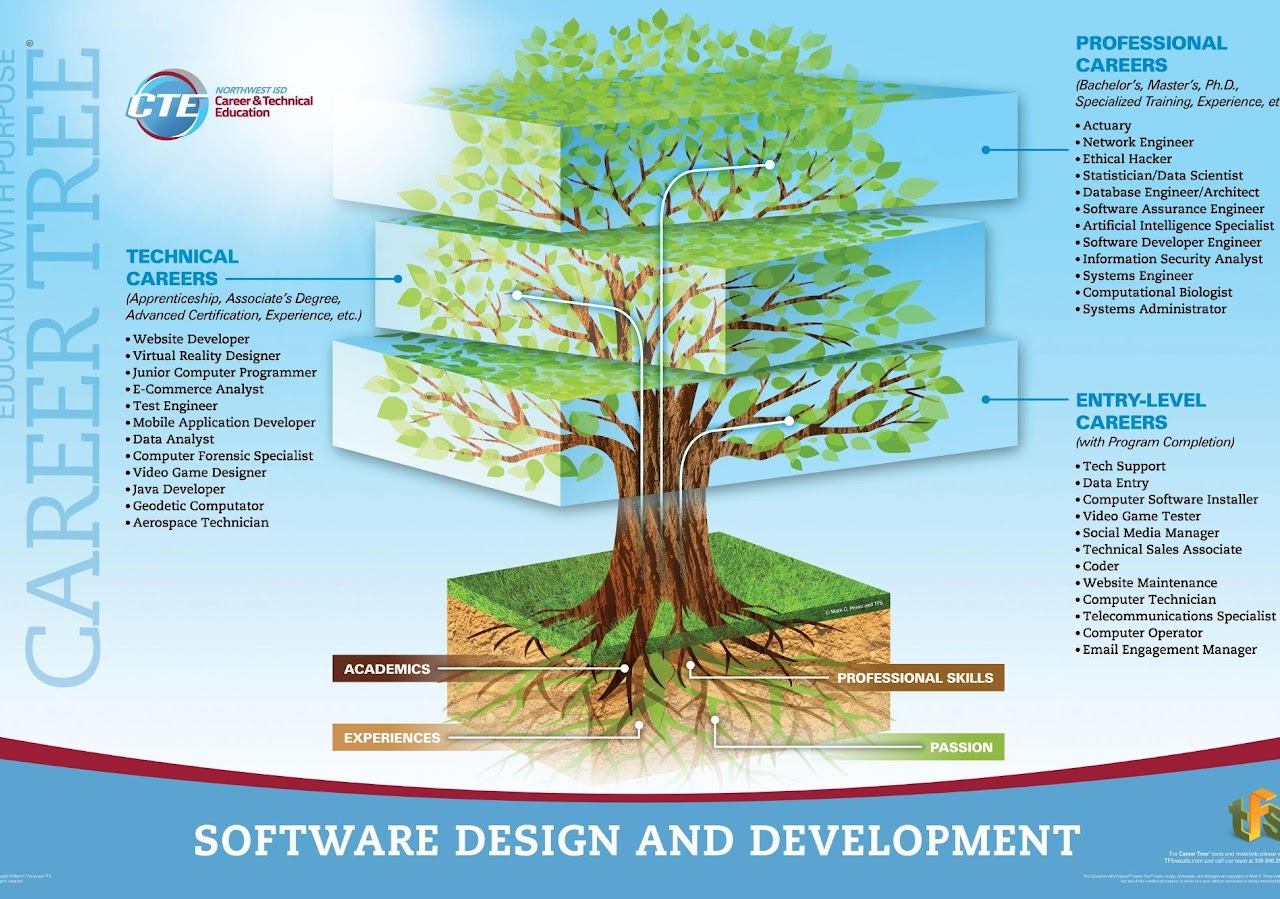 EDUCATION WITH PURPOSE
CAREER TREE®
CTE
NORTHWEST ISD
Career & Technical
Education
TECHNICAL
CAREERS
(Apprenticeship, Associate's Degree,
Advanced Certification, Experience, etc.)
• Website Developer
• Virtual Reality Designer
• Junior Computer Programmer
• E-Commerce Analyst
• Test Engineer
• Mobile Application Developer
• Data Analyst
• Computer Forensic Specialist
• Video Game Designer
• Java Developer
• Geodetic Computator
• Aerospace Technician
PROFESSIONAL
CAREERS
(Bachelor's, Master's, Ph.D.,
Specialized Training, Experience, et
• Actuary
• Network Engineer
• Ethical Hacker
• Statistician/Data Scientist
• Database Engineer/Architect
• Software Assurance Engineer
• Artificial Intelligence Specialist
• Software Developer Engineer
• Information Security Analyst
• Systems Engineer
• Computational Biologist
• Systems Administrator
ENTRY-LEVEL
CAREERS
(with Program Completion)
• Tech Support
• Data Entry
• Computer Software Installer
• Video Game Tester
• Social Media Manager
• Technical Sales Associate
• Coder
• Website Maintenance
• Computer Technician
• Telecommunications Specialist
• Computer Operator
• Email Engagement Manager
© Mark C. Perna and TFS
ACADEMICS
PROFESSIONAL SKILLS
EXPERIENCES
PASSION
SOFTWARE DESIGN AND DEVELOPMENT
tFs
For Career Tree® tools and materials please
TFSresults.com and call our team at